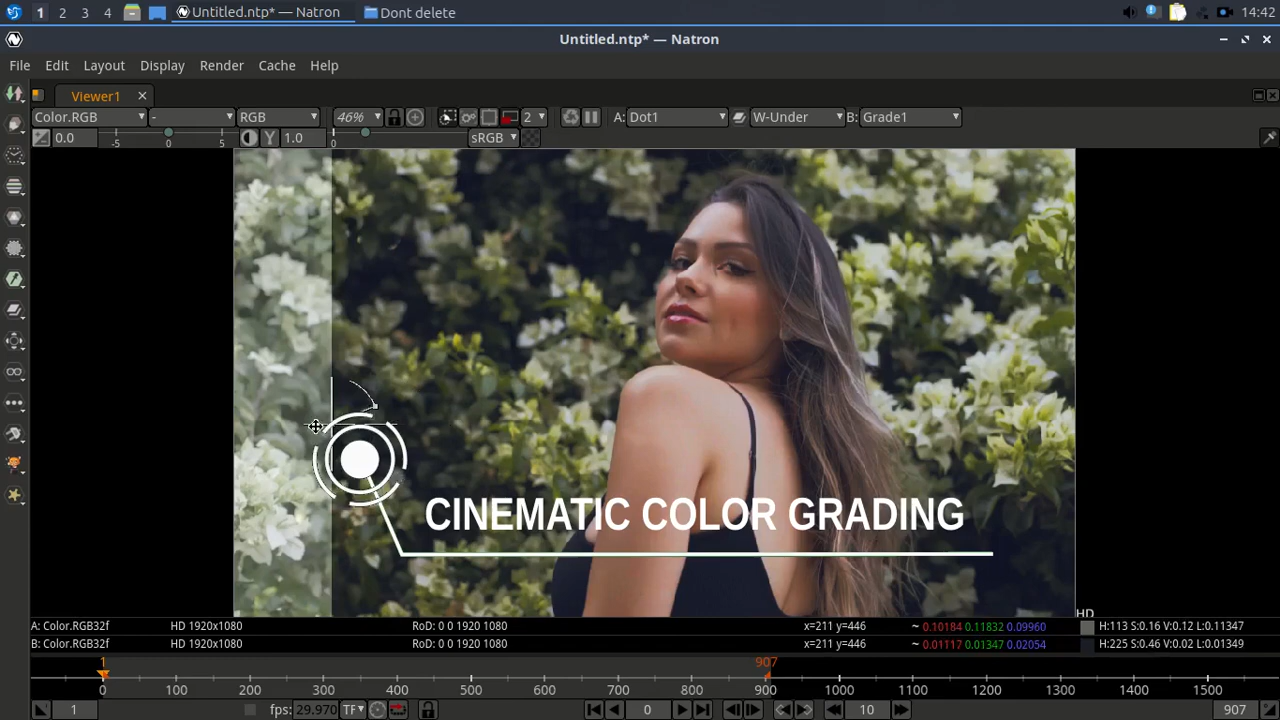 1 2 3 4 Untitled.ntp* — Natron Dont delete 14:42
Untitled.ntp* — Natron
File Edit Layout Display Render Cache Help
Viewer1
Color.RGB - RGB 46% 2 A: Dot1 W-Under B: Grade1
0.0 -5 0 5 Y 1.0 0 sRGB
CINEMATIC COLOR GRADING
HD
A: Color.RGB32f HD 1920x1080 RoD: 0 0 1920 1080 x=211 y=446 ~ 0.10184 0.11832 0.09960 H:113 S:0.16 V:0.12 L:0.11347
B: Color.RGB32f HD 1920x1080 RoD: 0 0 1920 1080 x=211 y=446 ~ 0.01117 0.01347 0.02054 H:225 S:0.46 V:0.02 L:0.01349
1 907
0 100 200 300 400 500 600 700 800 900 1000 1100 1200 1300 1400 1500
1 fps: 29.970 TF 0 10 907